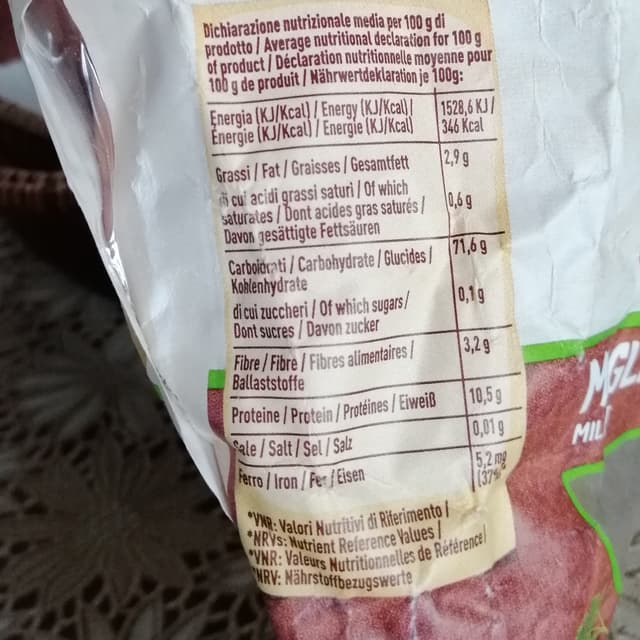 Dichiarazione nutrizionale media per 100 g di
prodotto / Average nutritional declaration for 100 g
of product / Déclaration nutritionnelle moyenne pour
100 g de produit / Nährwertdeklaration je 100g:
Energia (KJ/Kcal) / Energy (KJ/Kcal) / 1528,6 KJ /
Énergie (KJ/Kcal) / Energie (KJ/Kcal) 346 Kcal
Grassi / Fat / Graisses / Gesamtfett 2,9 g
di cui acidi grassi saturi / Of which
saturates / Dont acides gras saturés / 0,6 g
Davon gesättigte Fettsäuren
Carboidrati / Carbohydrate / Glucides / 71,6 g
Kohlenhydrate
di cui zuccheri / Of which sugars / 0,1 g
Dont sucres / Davon zucker
Fibre / Fibre / Fibres alimentaires / 3,2 g
Ballaststoffe
Proteine / Protein / Protéines / Eiweiß 10,5 g
Sale / Salt / Sel / Salz 0,01 g
Ferro / Iron / Fer / Eisen 5,2 mg
(37%
*VNR: Valori Nutritivi di Riferimento /
*NRVs: Nutrient Reference Values /
*VNR: Valeurs Nutritionnelles de Référence /
NRV: Nährstoffbezugswerte
MGL
MIL